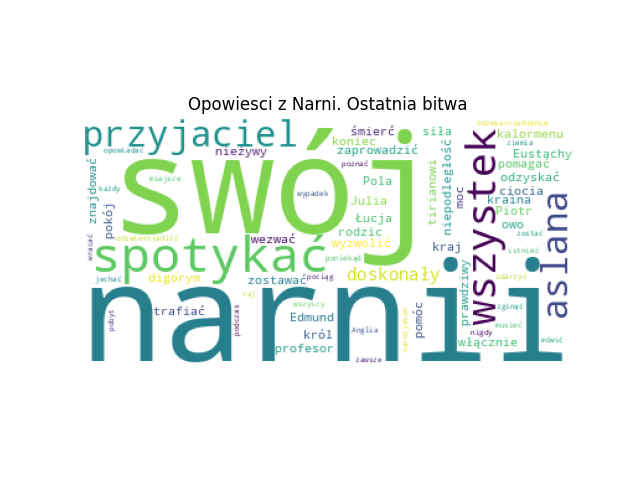 Opowiesci z Narni. Ostatnia bitwa
przyjaciel
swój
narnii
spotykać
wszystek
aslana
nieżywy
śmierć
koniec
zaprowadzić
siła
odzwierciedlenie
kalormenu
ziemia
Eustachy
pomagać
odzyskać
ciocia
kraina
Piotr
owo
zostać
istnieć
zdarzyć
zginąć
musieć
nigdy
włącznie
mówić
opowiadać
znajdować
każdy
miejsce
pokój
odzwierciedlić
wracać
jechać
digorym
trafiać
pobyt
podczas
raj
wszyscy
zostawać
pociąg
wezwać
wypadek
poznać
Pola
Julia
Łucja
rodzic
wyzwolić
poniekąd
doskonały
Edmund
król
profesor
Anglia
zawsze
narnijskim
pomóc
kraj
tirianowi
niepodległość
moc
prawdziwy